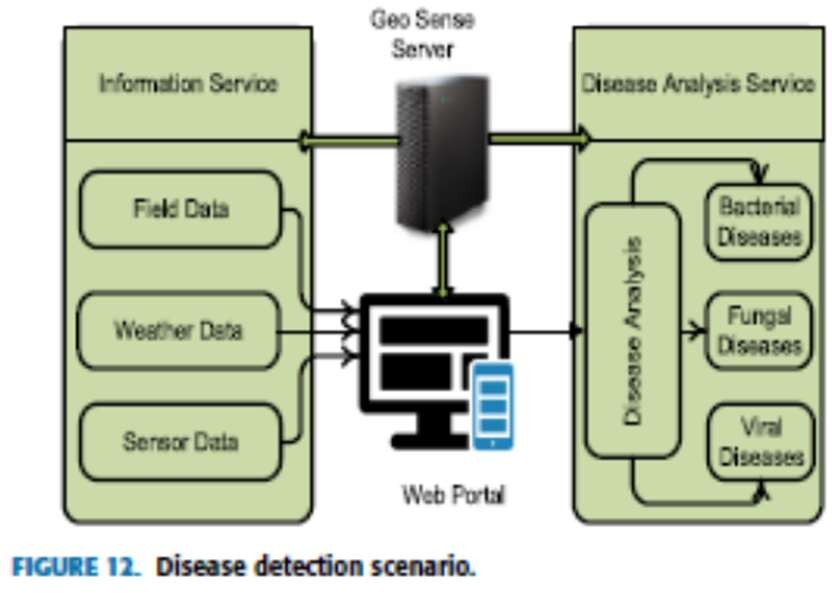 Geo Sense
Server
Information Service
Disease Analysis Service
Field Data
Weather Data
Sensor Data
Web Portal
Disease Analysis
Bacterial
Diseases
Fungal
Diseases
Viral
Diseases
FIGURE 12. Disease detection scenario.